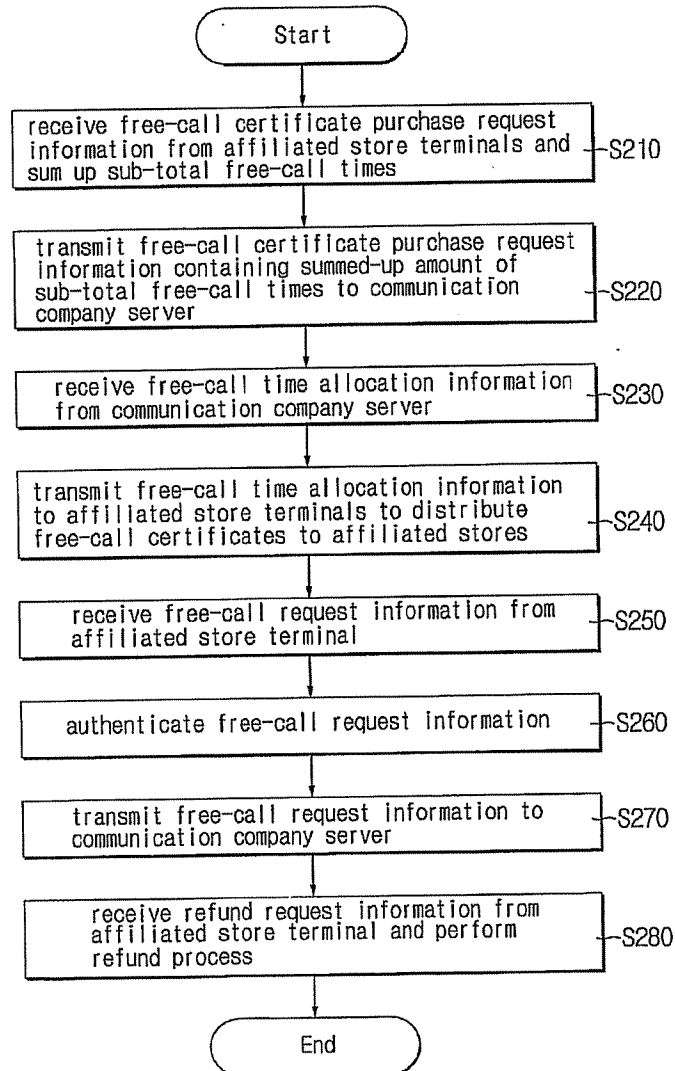 Start
receive free-call certificate purchase request
information from affiliated store terminals and
sum up sub-total free-call times
S210
transmit free-call certificate purchase request
information containing summed-up amount of
sub-total free-call times to communication
company server
S220
receive free-call time allocation information
from communication company server
S230
transmit free-call time allocation information
to affiliated store terminals to distribute
free-call certificates to affiliated stores
S240
receive free-call request information from
affiliated store terminal
S250
authenticate free-call request information
S260
transmit free-call request information to
communication company server
S270
receive refund request information from
affiliated store terminal and perform
refund process
S280
End